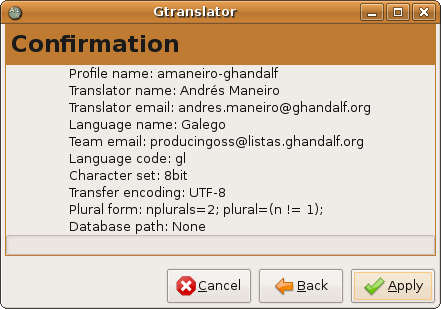 Gtranslator
Confirmation
Profile name: amaneiro-ghandalf
Translator name: Andrés Maneiro
Translator email: andres.maneiro@ghandalf.org
Language name: Galego
Team email: producingoss@listas.ghandalf.org
Language code: gl
Character set: 8bit
Transfer encoding: UTF-8
Plural form: nplurals=2; plural=(n != 1);
Database path: None
Cancel
Back
Apply